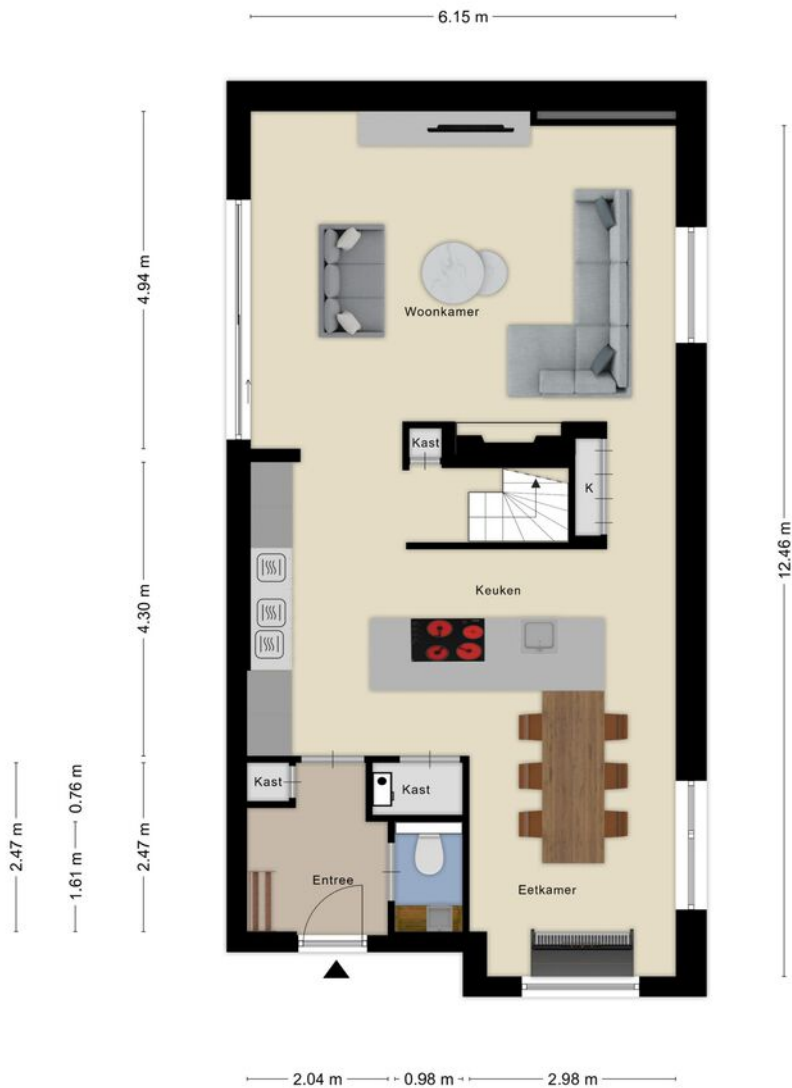 6.15 m
4.94 m
Woonkamer
Kast
K
12.46 m
4.30 m
Keuken
2.47 m
1.61 m
0.76 m
2.47 m
Kast
Kast
Entree
Eetkamer
2.04 m
0.98 m
2.98 m